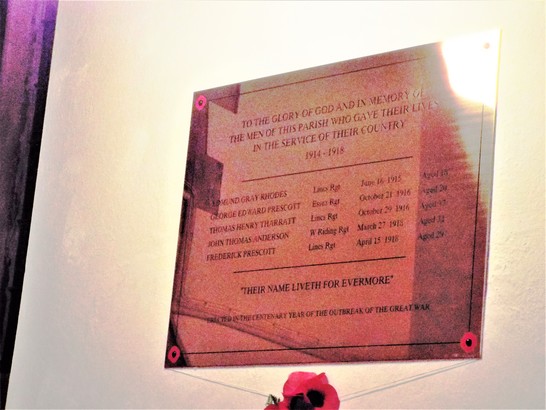 TO THE GLORY OF GOD AND IN MEMORY OF
THE MEN OF THIS PARISH WHO GAVE THEIR LIVES
IN THE SERVICE OF THEIR COUNTRY
1914 - 1918
EDMUND GRAY RHODES Lincs Rgt June 16 1915 Aged
GEORGE EDWARD PRESCOTT Essex Rgt October 21 1916 Aged
THOMAS HENRY THARRATT Lincs Rgt October 29 1916 Aged
JOHN THOMAS ANDERSON W Riding Rgt March 27 1918 Aged
FREDERICK PRESCOTT Lincs Rgt April 15 1918 Aged 29
"THEIR NAME LIVETH FOR EVERMORE"
ERECTED IN THE CENTENARY YEAR OF THE OUTBREAK OF THE GREAT WAR